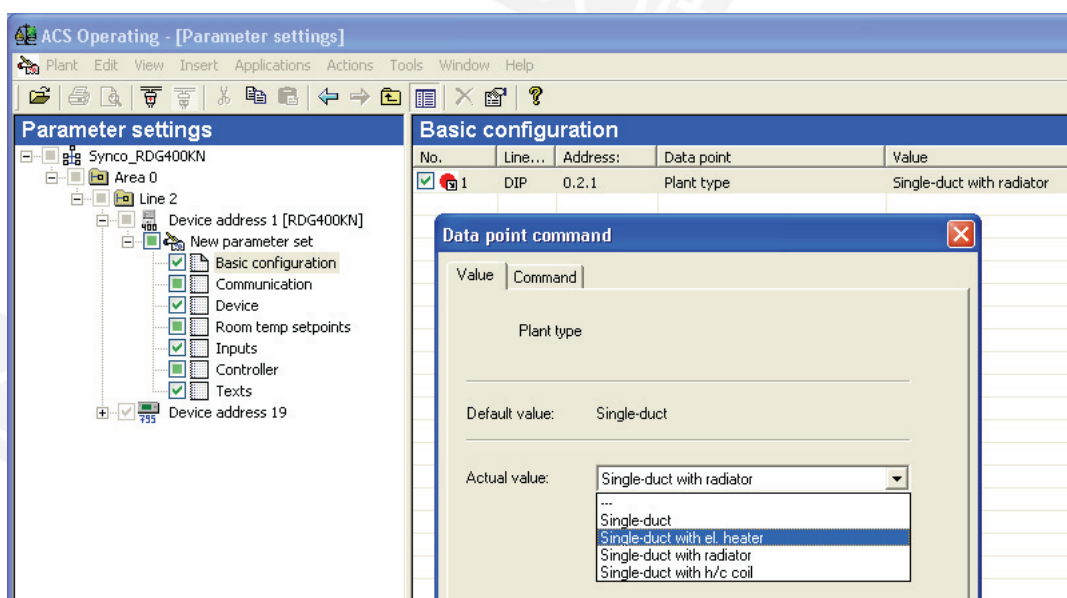 ACS Operating - [Parameter settings]
Plant Edit View Insert Applications Actions Tools Window Help
Parameter settings
Synco_RDG400KN
Area 0
Line 2
400
Device address 1 [RDG400KN]
New parameter set
Basic configuration
Communication
Device
Room temp setpoints
Inputs
Controller
Texts
795
Device address 19
Basic configuration
No. Line... Address: Data point Value
1 DIP 0.2.1 Plant type Single-duct with radiator
Data point command
Value Command
Plant type
Default value: Single-duct
Actual value: Single-duct with radiator
---
Single-duct
Single-duct with el. heater
Single-duct with radiator
Single-duct with h/c coil